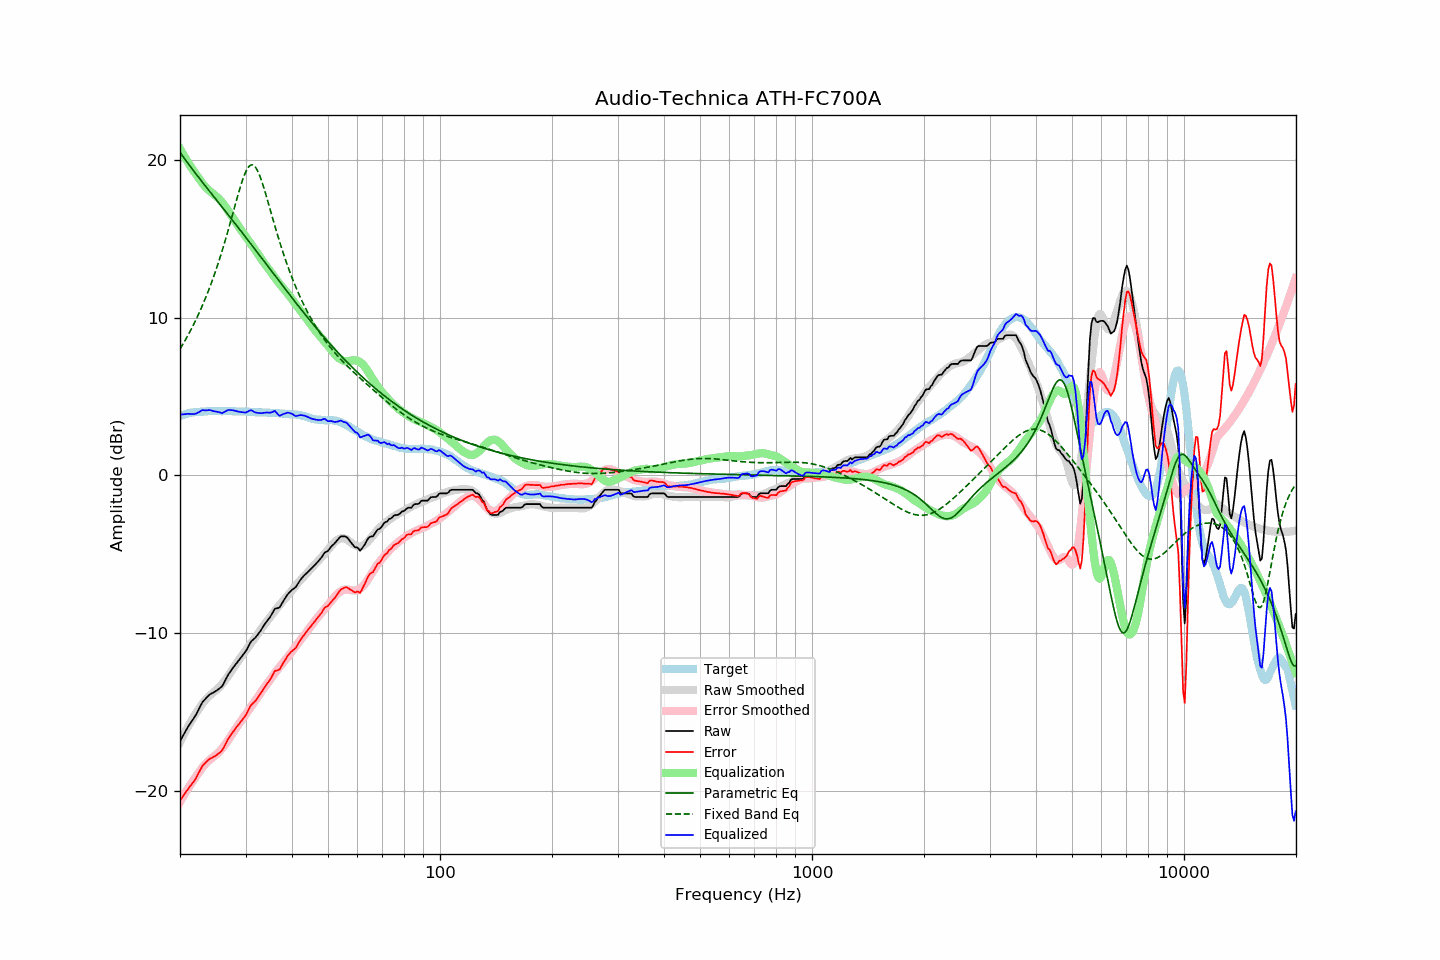 Audio-Technica ATH-FC700A
Amplitude (dBr)
20
10
0
−10
−20
Target
Raw Smoothed
Error Smoothed
Raw
Error
Equalization
Parametric Eq
Fixed Band Eq
Equalized
100
1000
10000
Frequency (Hz)